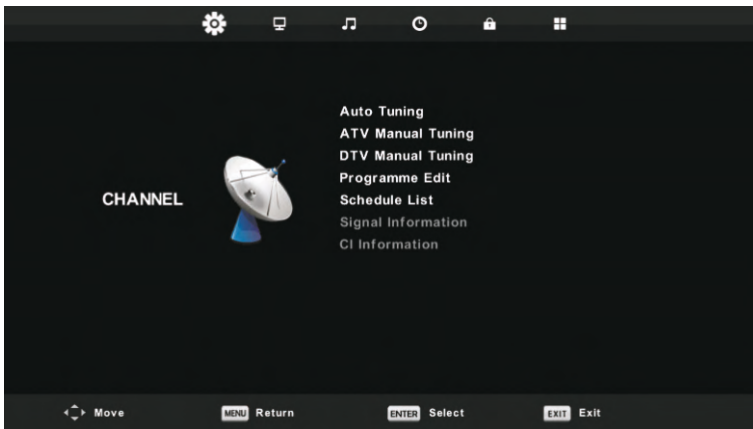 Auto Tuning
ATV Manual Tuning
DTV Manual Tuning
Programme Edit
CHANNEL
Schedule List
Signal Information
CI Information
Move
MENU Return
ENTER Select
EXIT Exit